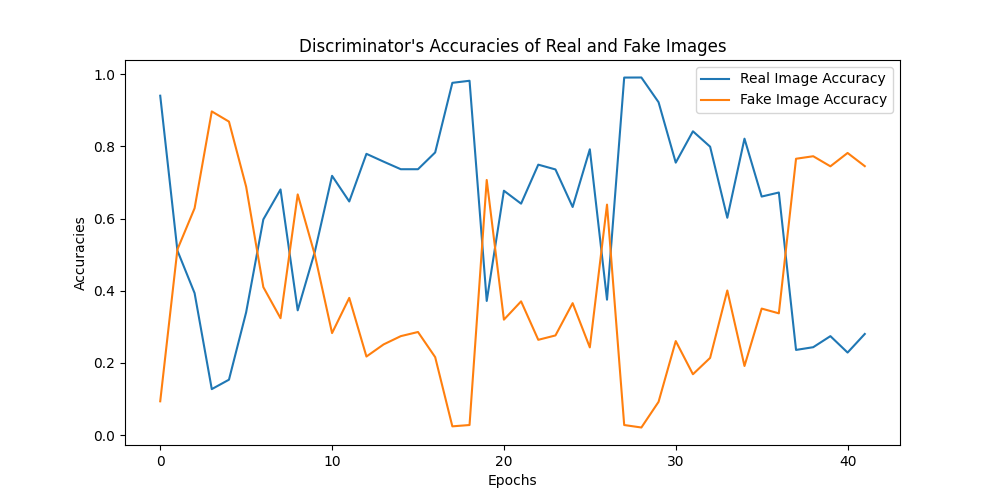 Discriminator's Accuracies of Real and Fake Images
Real Image Accuracy
Fake Image Accuracy
1.0
0.8
0.6
0.4
0.2
0.0
Accuracies
0 10 20 30 40
Epochs